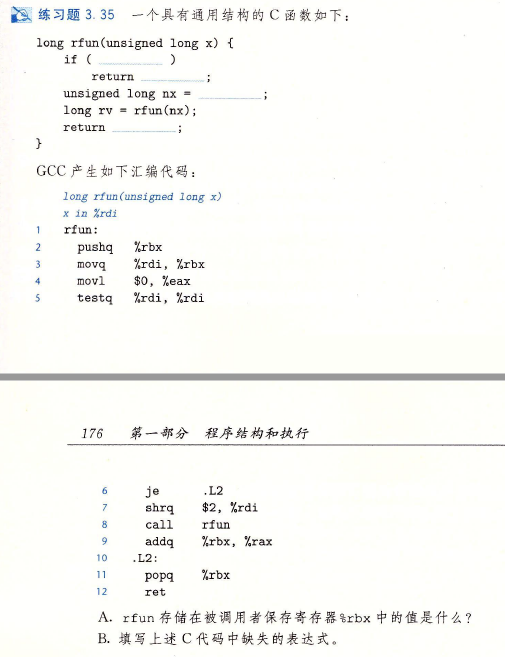 练习题 3.35 一个具有通用结构的 C 函数如下：
long rfun(unsigned long x) {
if ( ________ )
return ________ ;
unsigned long nx = ________ ;
long rv = rfun(nx);
return ________ ;
}
GCC 产生如下汇编代码：
long rfun(unsigned long x)
x in %rdi
1 rfun:
2 pushq %rbx
3 movq %rdi, %rbx
4 movl $0, %eax
5 testq %rdi, %rdi
176 第一部分 程序结构和执行
6 je .L2
7 shrq $2, %rdi
8 call rfun
9 addq %rbx, %rax
10 .L2:
11 popq %rbx
12 ret
A. rfun 存储在被调用者保存寄存器%rbx 中的值是什么？
B. 填写上述 C 代码中缺失的表达式。